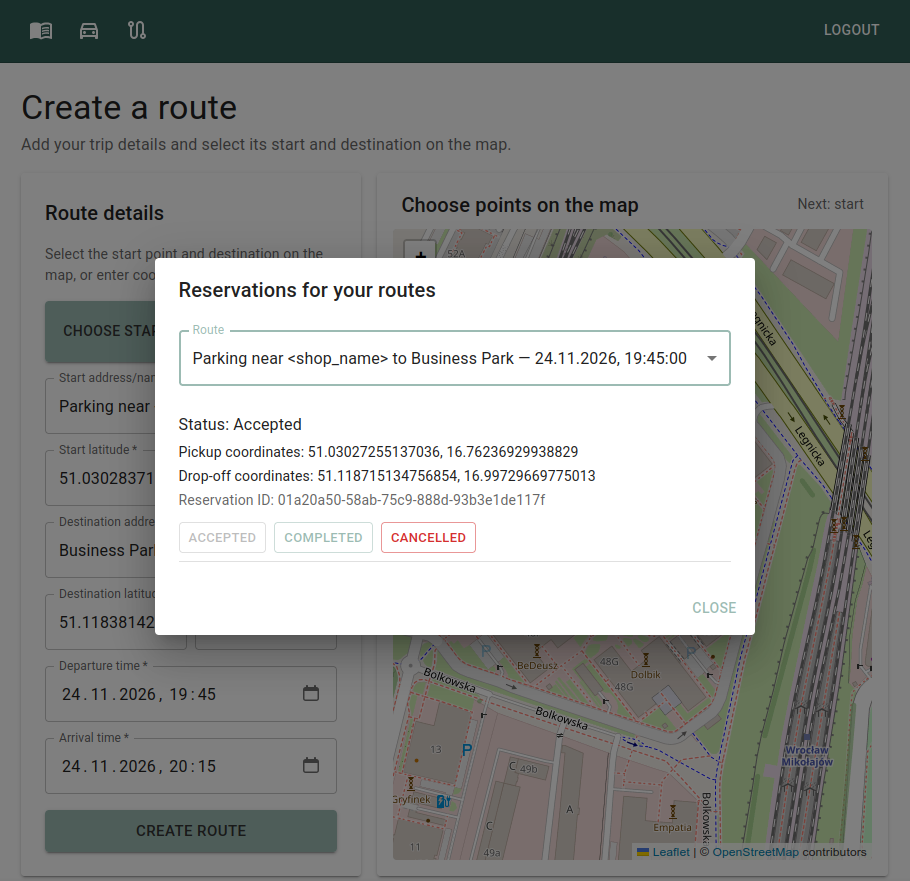 LOGOUT
Create a route
Add your trip details and select its start and destination on the map.
Route details
Select the start point and destination on the
map, or enter coo
CHOOSE STAR
Start address/nam
Parking near
Start latitude *
51.03028371
Destination addre
Business Par
Destination latitud
51.11838142
Departure time *
24.11.2026, 19:45
Arrival time *
24.11.2026, 20:15
CREATE ROUTE
Choose points on the map
Next: start
+
52A
Legnicka
Legnicka
Reservations for your routes
Route
Parking near <shop_name> to Business Park — 24.11.2026, 19:45:00
Status: Accepted
Pickup coordinates: 51.03027255137036, 16.76236929938829
Drop-off coordinates: 51.118715134756854, 16.99729669775013
Reservation ID: 01a20a50-58ab-75c9-888d-93b3e1de117f
ACCEPTED
COMPLETED
CANCELLED
CLOSE
P
P
BeDeusz
48G
Dolbik
48G
Bolkowska
Bolkowska
13
P
C 49b
Wrocław
Mikołajów
Gryfinek
A
C
Bolkowska
Empatia
11
49a
Leaflet | © OpenStreetMap contributors